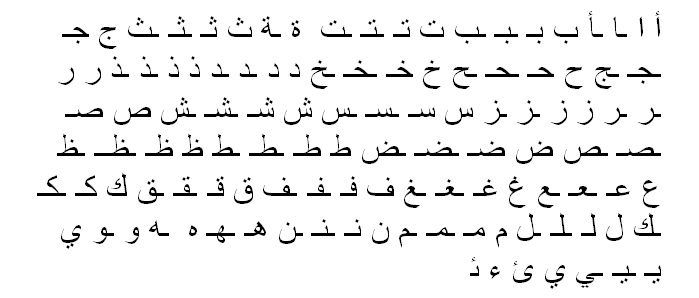 أ ا ـا ـأ ب بـ ـبـ ـب ت تـ ـتـ ـت ة ـة ث ثـ ـثـ ـث ج جـ
ـجـ ـج ح حـ ـحـ ـح خ خـ ـخـ ـخ د د ـد ـد ذ ذ ـذ ـذ ر ر
ـر ـر ز ز ـز ـز س سـ ـسـ ـس ش شـ ـشـ ـش ص صـ
ـصـ ـص ض ضـ ـضـ ـض ط طـ ـطـ ـط ظ ظـ ـظـ ـظ
ع عـ ـعـ ـع غ غـ ـغـ ـغ ف فـ ـفـ ـف ق قـ ـقـ ـق ك كـ ـكـ
ـك ل لـ ـلـ ـل م مـ ـمـ ـم ن نـ ـنـ ـن هـ ـهـ ـه و ـو ي
يـ ـيـ ـي ي ئ ء ئـ